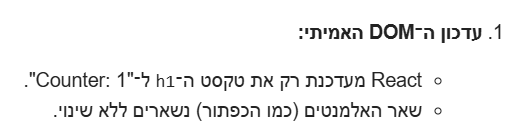 1. עדכון ה־DOM האמיתי:
○ React מעדכנת רק את טקסט ה־h1 ל־"Counter: 1".
○ שאר האלמנטים (כמו הכפתור) נשארים ללא שינוי.